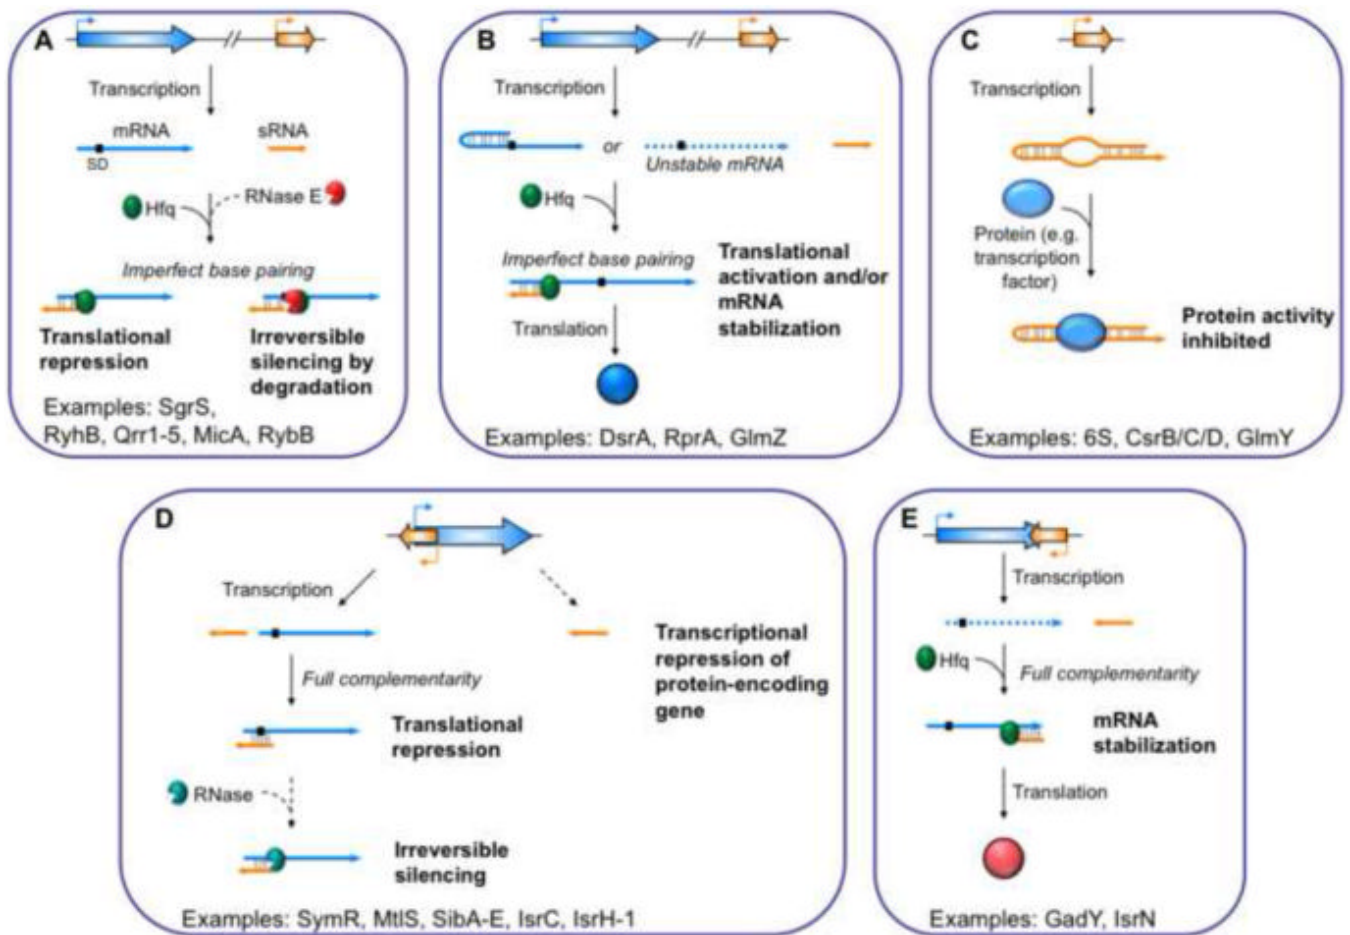 A
Transcription
mRNA
sRNA
SD
Hfq
RNase E
Imperfect base pairing
Translational
repression
Irreversible
silencing by
degradation
Examples: SgrS,
RyhB, Qrr1-5, MicA, RybB
B
Transcription
or
Unstable mRNA
Hfq
Imperfect base pairing
Translational
activation and/or
mRNA
stabilization
Translation
Examples: DsrA, RprA, GlmZ
C
Transcription
Protein (e.g.
transcription
factor)
Protein activity
inhibited
Examples: 6S, CsrB/C/D, GlmY
D
Transcription
Full complementarity
Translational
repression
RNase
Irreversible
silencing
Transcriptional
repression of
protein-encoding
gene
Examples: SymR, MtlS, SibA-E, IsrC, IsrH-1
E
Transcription
Hfq
Full complementarity
mRNA
stabilization
Translation
Examples: GadY, IsrN